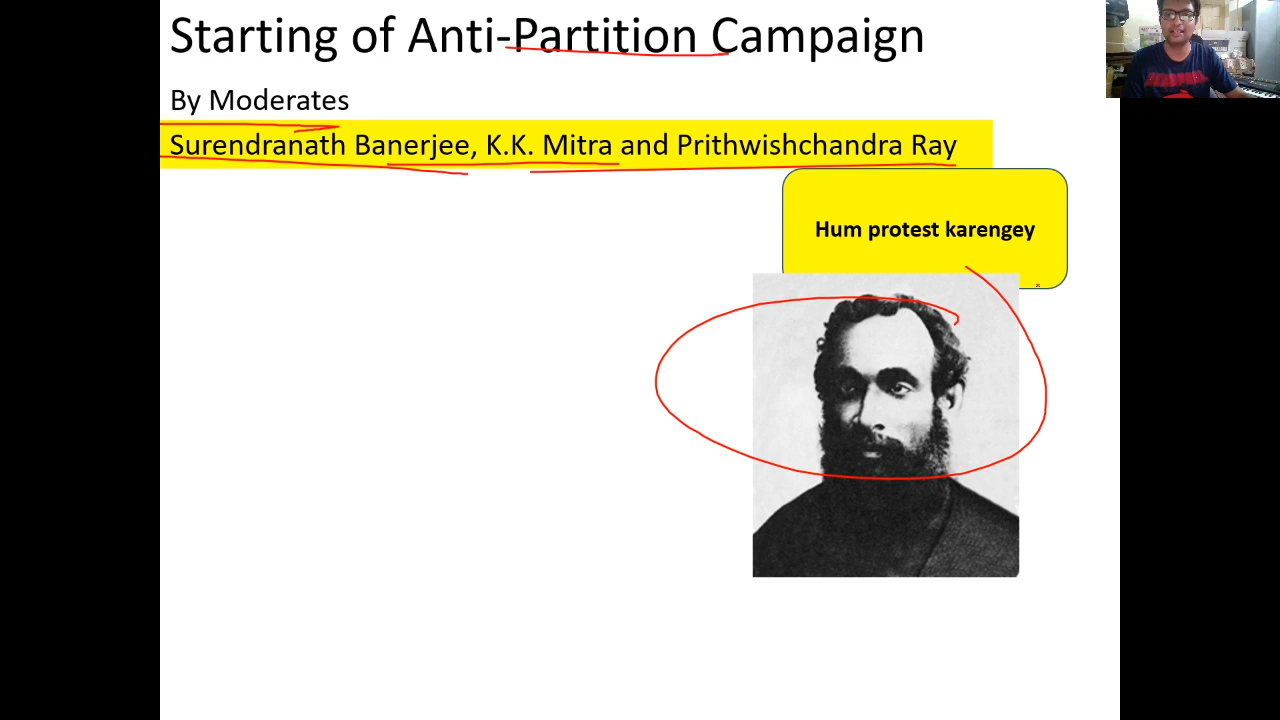 Starting of Anti-Partition Campaign
By Moderates
Surendranath Banerjee, K.K. Mitra and Prithwishchandra Ray
Hum protest karengey